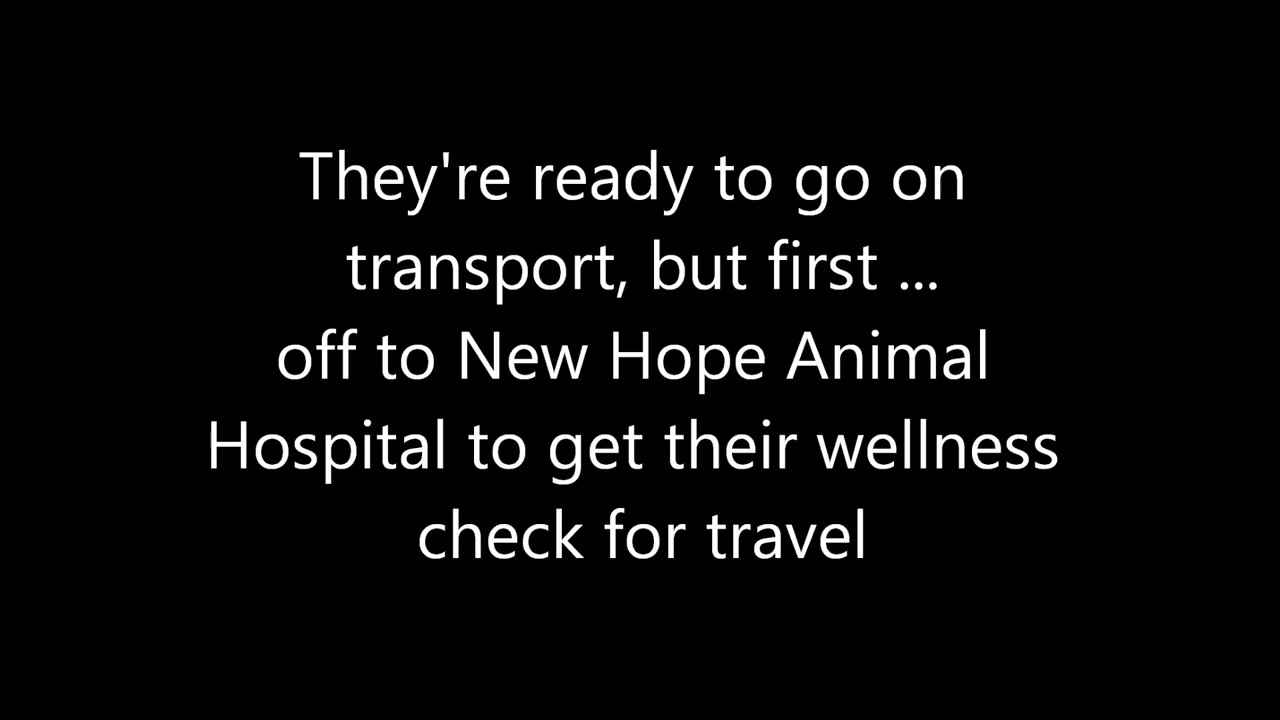 They're ready to go on
transport, but first ...
off to New Hope Animal
Hospital to get their wellness
check for travel